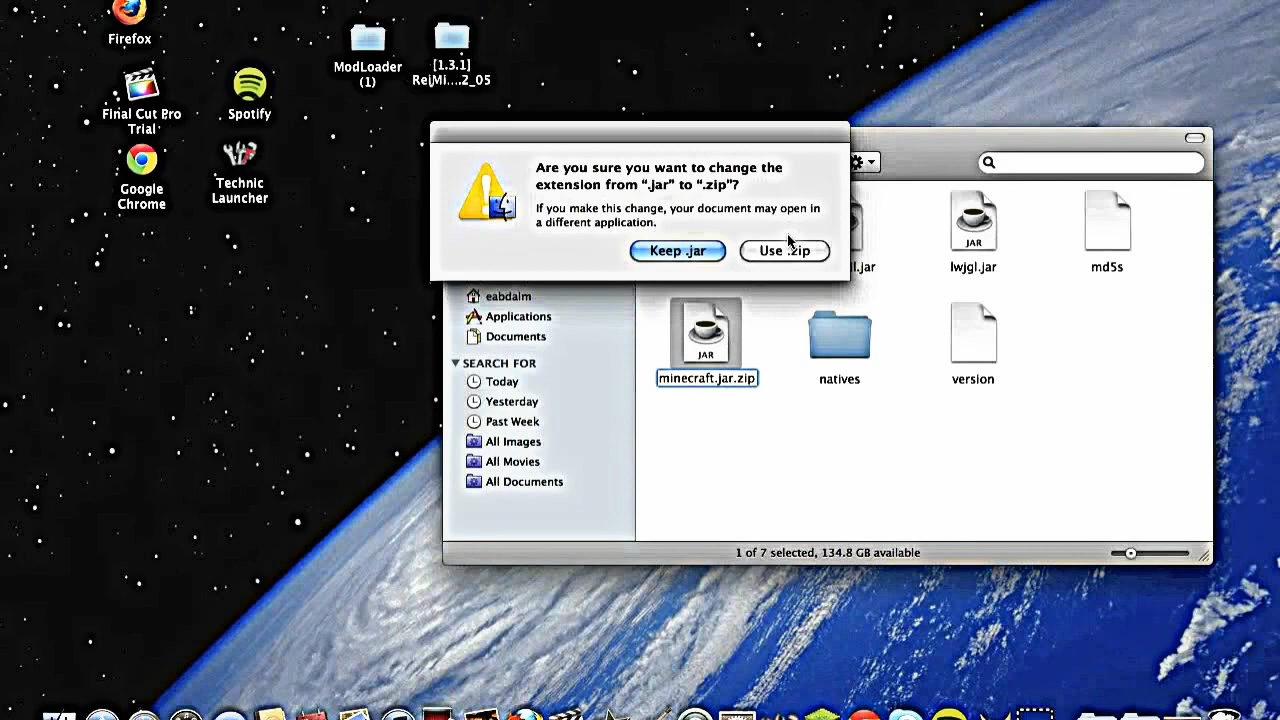 Firefox
ModLoader
(1)
[1.3.1]
ReiMi....2_05
Final Cut Pro
Trial
Spotify
Google
Chrome
Technic
Launcher
Are you sure you want to change the
extension from “.jar” to “.zip”?
If you make this change, your document may open in
a different application.
Keep .jar
Use .zip
l.jar
JAR
lwjgl.jar
md5s
JAR
minecraft.jar.zip
natives
version
eabdalm
Applications
Documents
SEARCH FOR
Today
Yesterday
Past Week
All Images
All Movies
All Documents
1 of 7 selected, 134.8 GB available